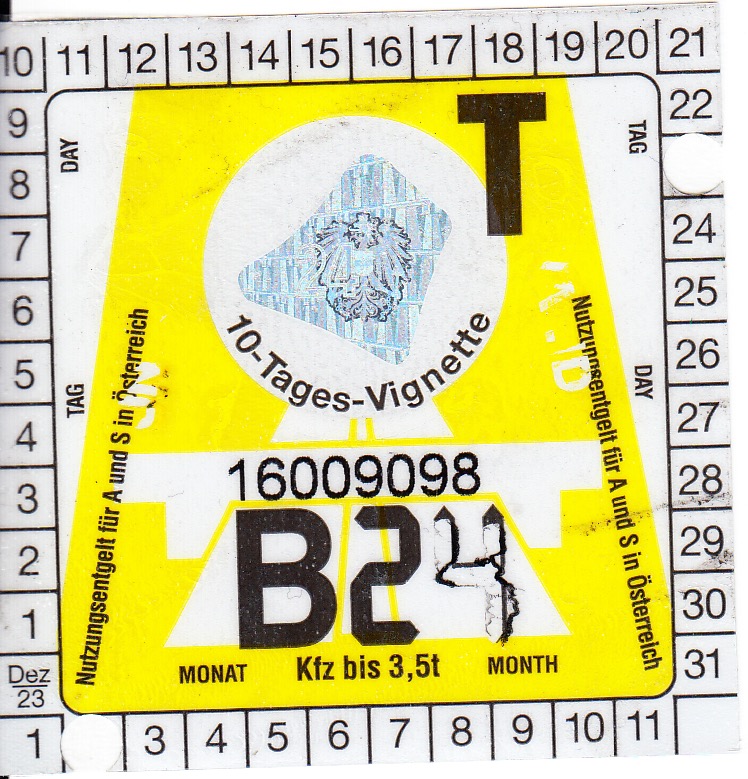 10 11 12 13 14 15 16 17 18 19 20 21
9 22
8
7 24
6 25
5 26
4 27
3 28
2 29
1 30
Dez 31
23
1 3 4 5 6 7 8 9 10 11
DAY
TAG
T
TAG
DAY
10-Tages-Vignette
Nutzungsentgelt für A und S in Österreich
Nutzungsentgelt für A und S in Österreich
16009098
B24
MONAT Kfz bis 3,5t MONTH